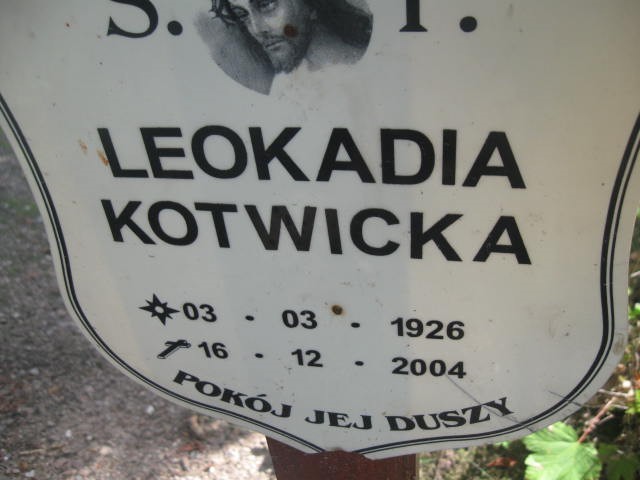 Ś. P.
LEOKADIA
KOTWICKA
03 • 03 • 1926
16 • 12 • 2004
POKÓJ JEJ DUSZY